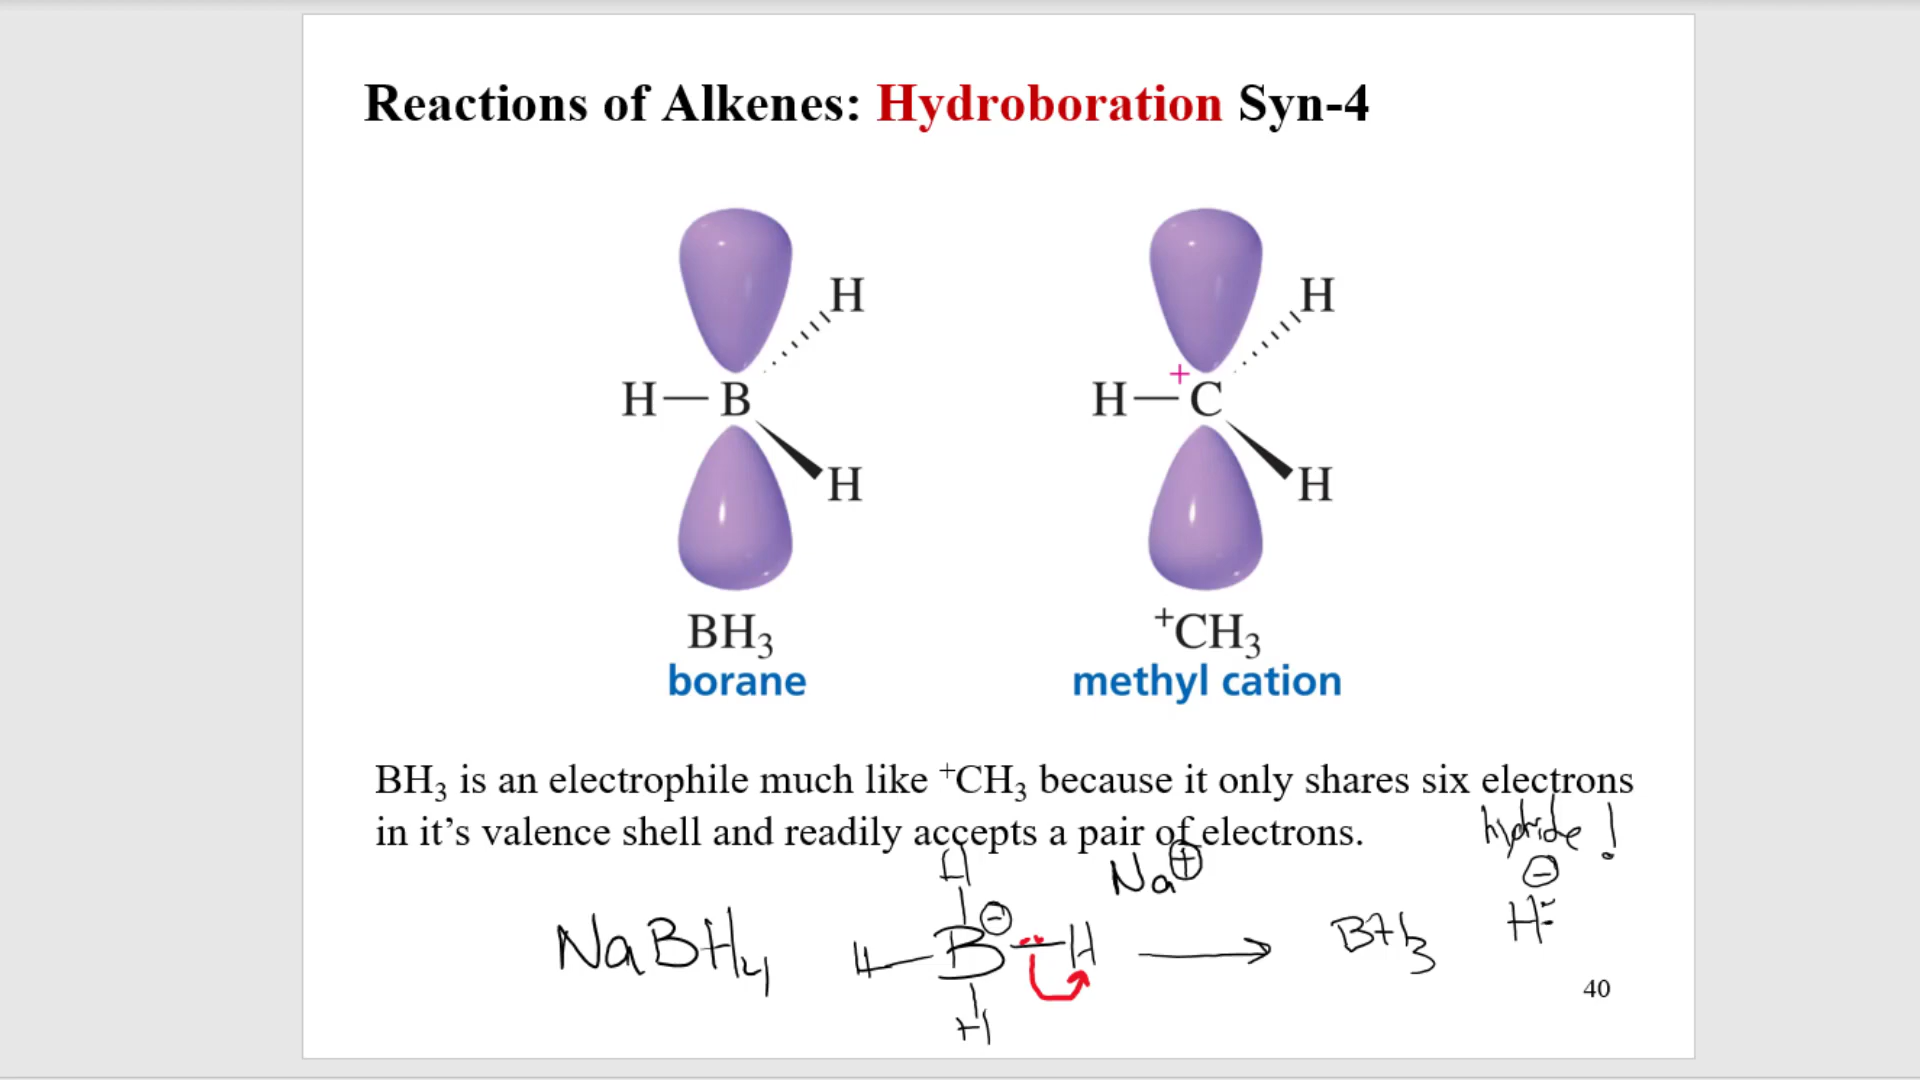 Reactions of Alkenes: Hydroboration Syn-4
H
H—B
H
BH₃
borane
H
H—⁺C
H
⁺CH₃
methyl cation
BH₃ is an electrophile much like ⁺CH₃ because it only shares six electrons
in it’s valence shell and readily accepts a pair of electrons.
hydride!
NaBH₄
H
H—B⊖—H
H
Na⊕
→
BH₃
⊖
H:
40